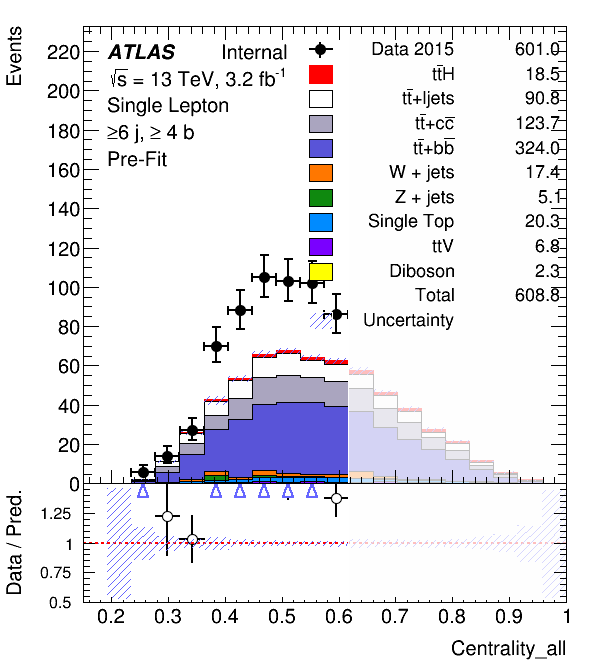 Events
ATLAS Internal
√s = 13 TeV, 3.2 fb⁻¹
Single Lepton
≥6 j, ≥ 4 b
Pre-Fit
Data 2015 601.0
tt̄H 18.5
tt̄+ljets 90.8
tt̄+cc̄ 123.7
tt̄+bb̄ 324.0
W + jets 17.4
Z + jets 5.1
Single Top 20.3
ttV 6.8
Diboson 2.3
Total 608.8
Uncertainty
220
200
180
160
140
120
100
80
60
40
20
0
Data / Pred.
1.25
1
0.75
0.5
0.2 0.3 0.4 0.5 0.6 0.7 0.8 0.9 1
Centrality_all